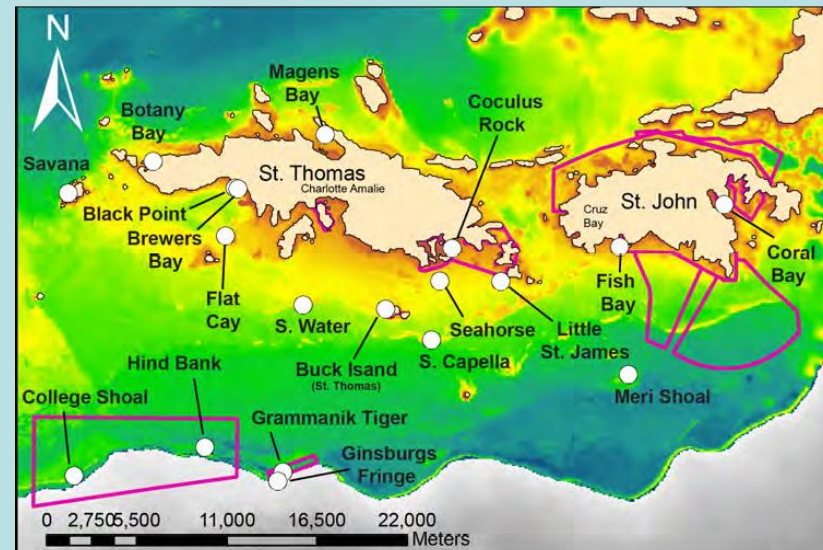 N
Magens
Bay
Coculus
Rock
Botany
Bay
Savana
St. Thomas
Charlotte Amalie
St. John
Cruz
Bay
Black Point
Brewers
Bay
Coral
Bay
Fish
Bay
Flat
Cay
S. Water
Seahorse
Little
St. James
Buck Isand
(St. Thomas)
S. Capella
Hind Bank
Meri Shoal
College Shoal
Grammanik Tiger
Ginsburgs
Fringe
0 2,750 5,500 11,000 16,500 22,000
Meters